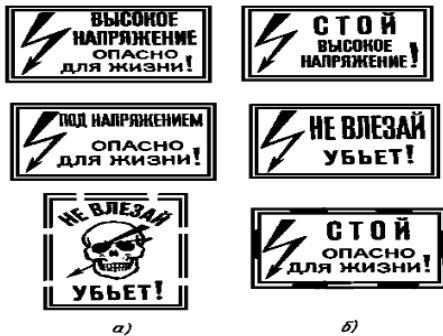 ВЫСОКОЕ
НАПРЯЖЕНИЕ
ОПАСНО
ДЛЯ ЖИЗНИ!
ПОД НАПРЯЖЕНИЕМ
ОПАСНО
ДЛЯ ЖИЗНИ!
НЕ ВЛЕЗАЙ
УБЬЕТ!
а)
СТОЙ
ВЫСОКОЕ
НАПРЯЖЕНИЕ!
НЕ ВЛЕЗАЙ
УБЬЕТ!
СТОЙ
ОПАСНО
ДЛЯ ЖИЗНИ!
б)